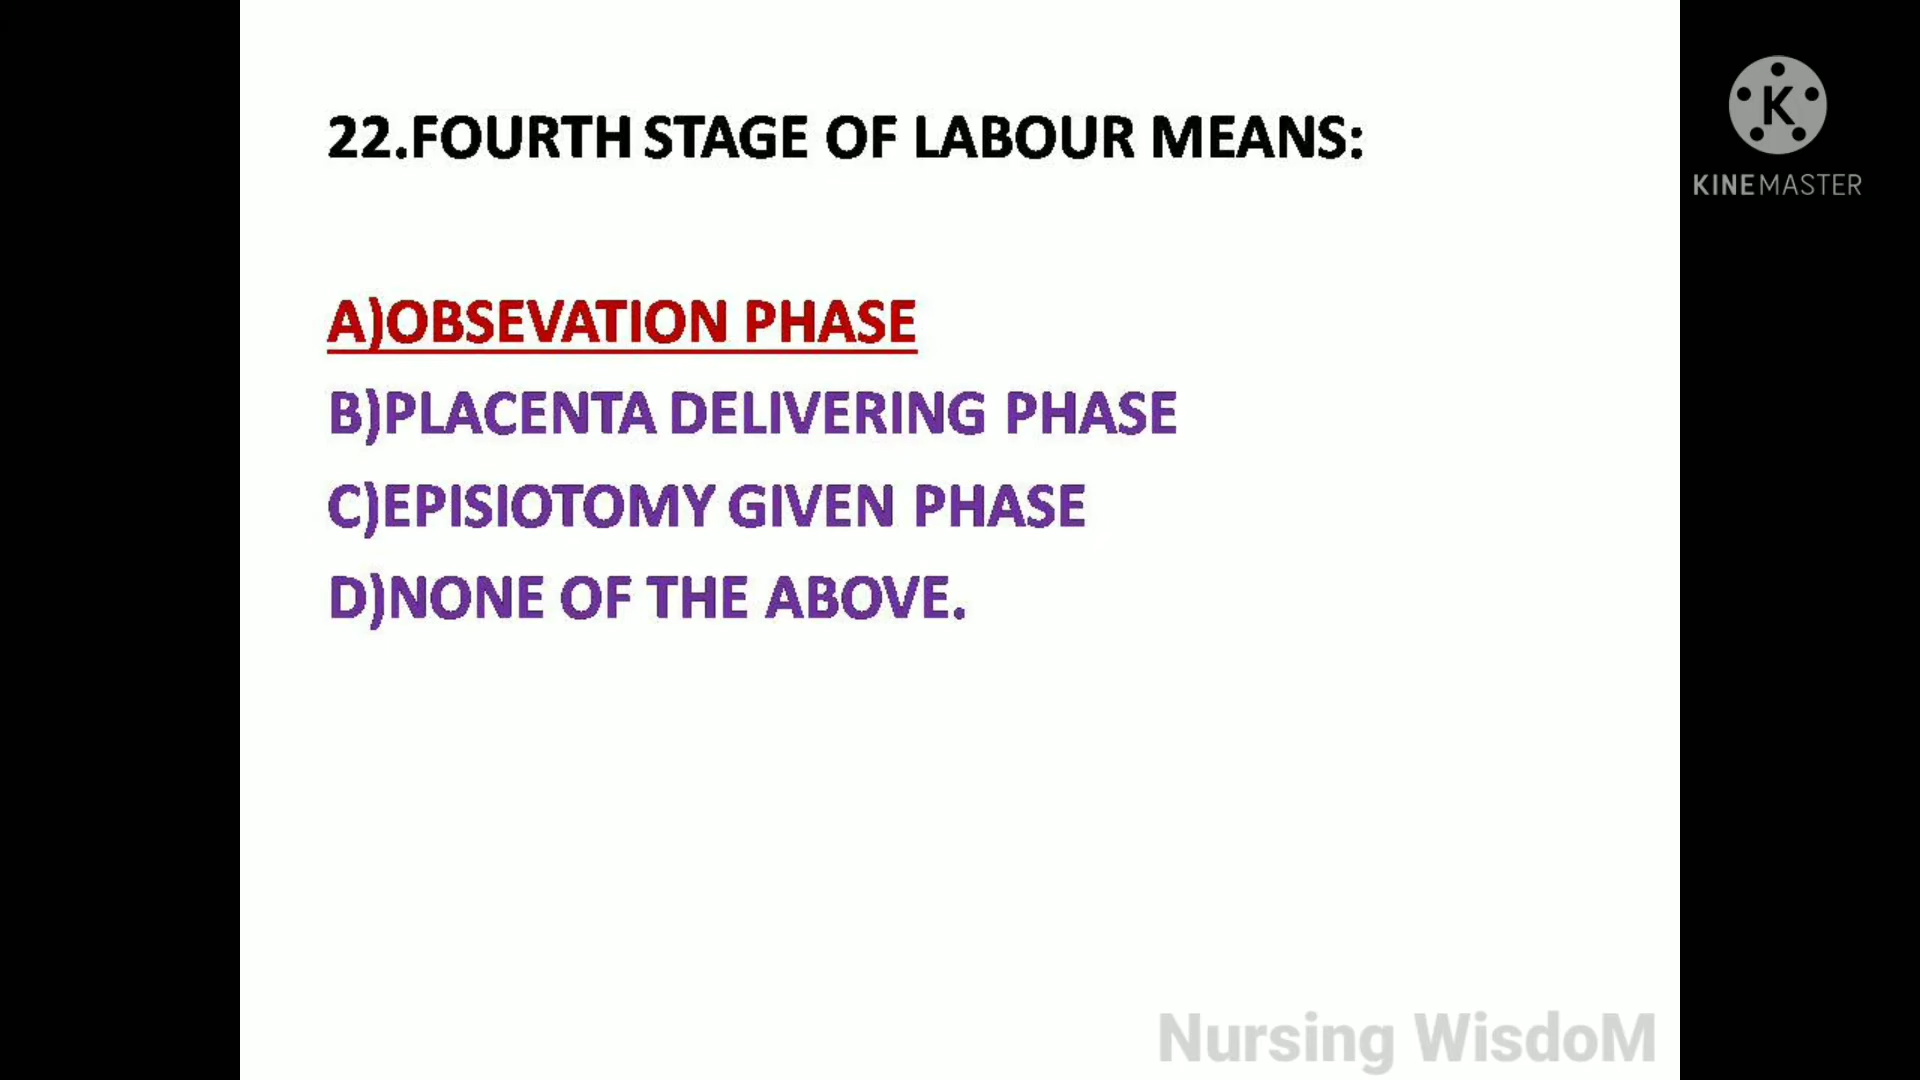 22.FOURTH STAGE OF LABOUR MEANS:
K
KINEMASTER
A)OBSEVATION PHASE
B)PLACENTA DELIVERING PHASE
C)EPISIOTOMY GIVEN PHASE
D)NONE OF THE ABOVE.
Nursing WisdoM